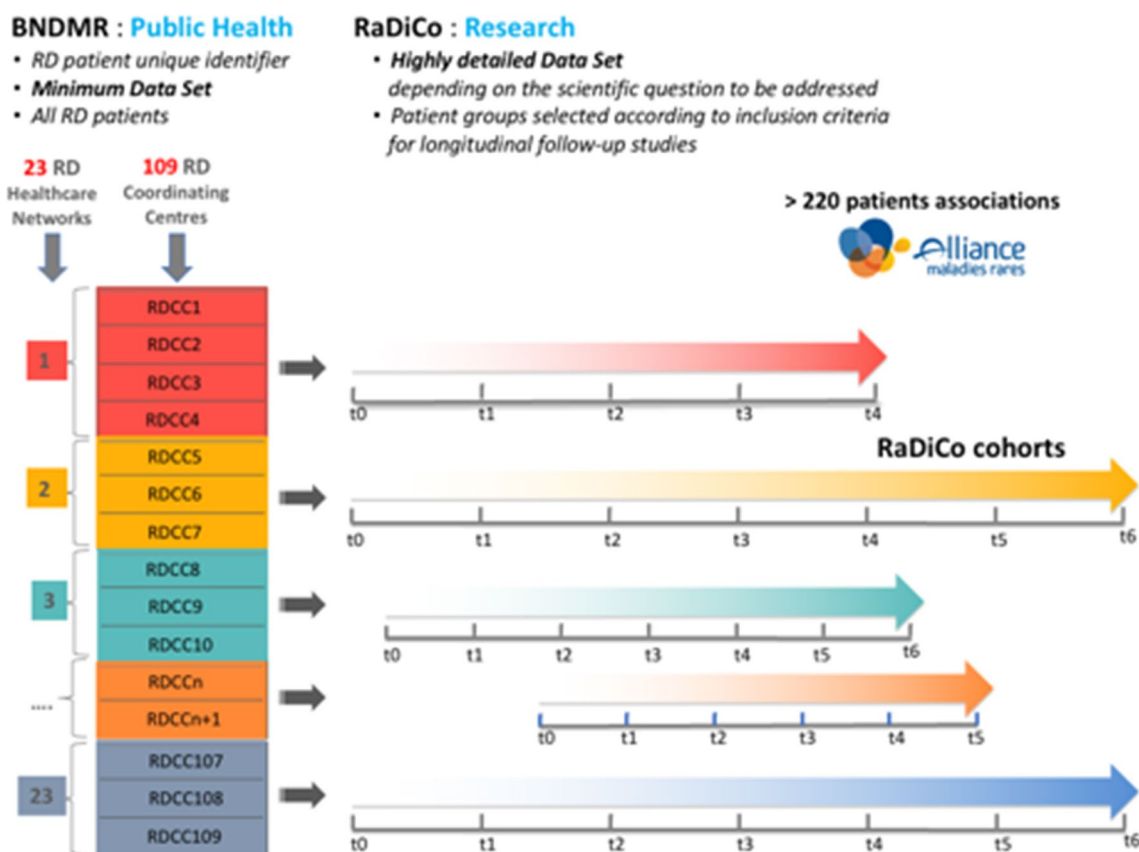 BNDMR : Public Health
• RD patient unique identifier
• Minimum Data Set
• All RD patients
RaDiCo : Research
• Highly detailed Data Set
depending on the scientific question to be addressed
• Patient groups selected according to inclusion criteria
for longitudinal follow-up studies
23 RD
Healthcare
Networks
109 RD
Coordinating
Centres
> 220 patients associations
alliance
maladies rares
1
RDCC1
RDCC2
RDCC3
RDCC4
t0 t1 t2 t3 t4
RaDiCo cohorts
2
RDCC5
RDCC6
RDCC7
t0 t1 t2 t3 t4 t5 t6
3
RDCC8
RDCC9
RDCC10
t0 t1 t2 t3 t4 t5 t6
....
RDCCn
RDCCn+1
t0 t1 t2 t3 t4 t5
23
RDCC107
RDCC108
RDCC109
t0 t1 t2 t3 t4 t5 t6